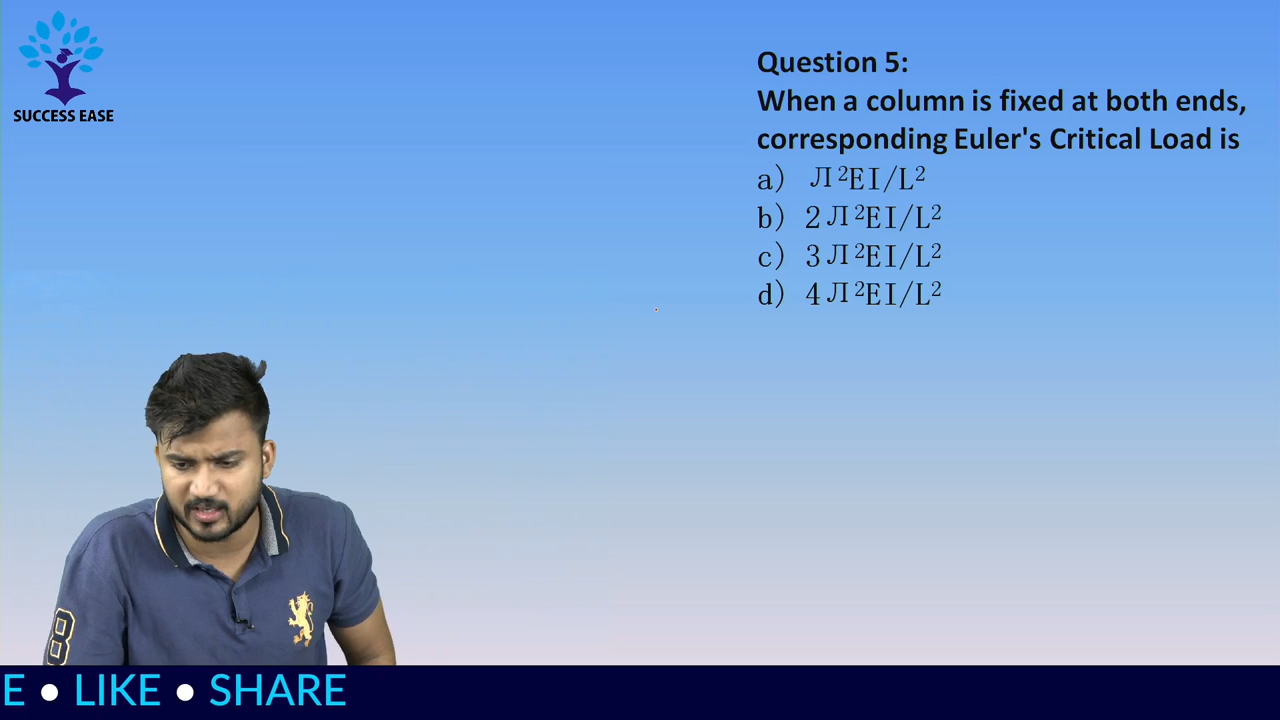 SUCCESS EASE
Question 5:
When a column is fixed at both ends,
corresponding Euler's Critical Load is
a) Л²EI/L²
b) 2Л²EI/L²
c) 3Л²EI/L²
d) 4Л²EI/L²
8
E • LIKE • SHARE